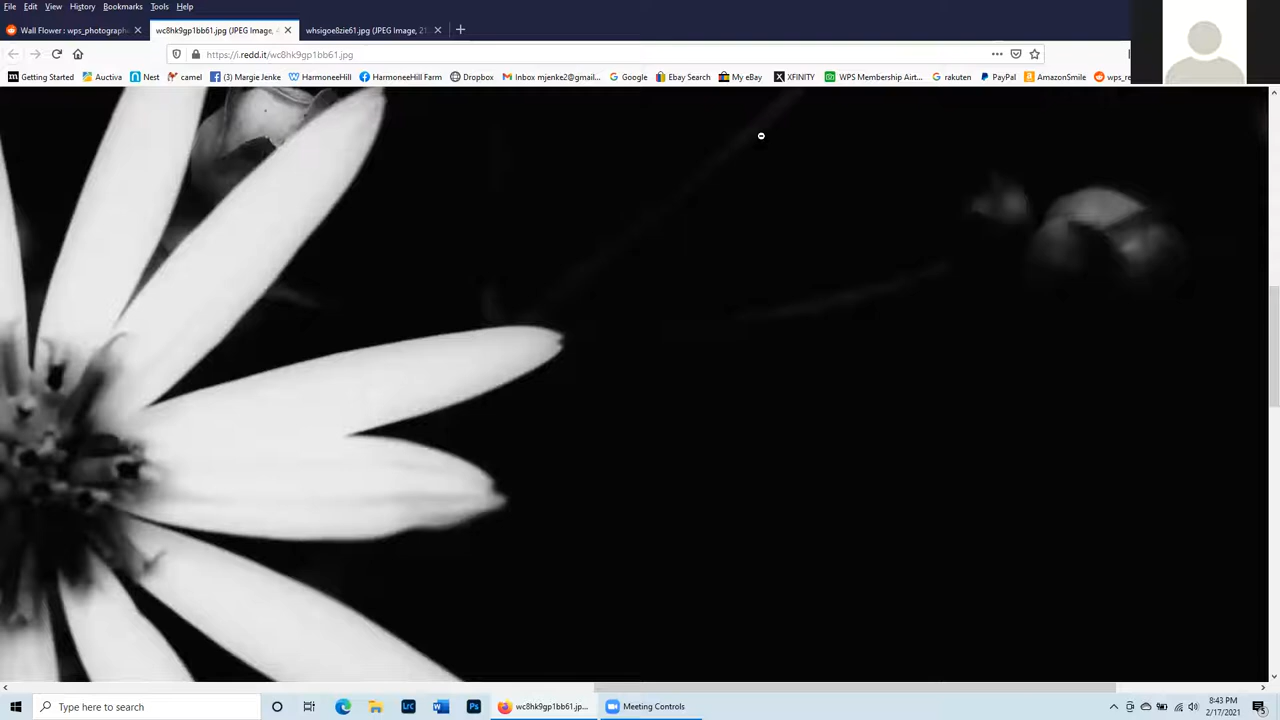 File Edit View History Bookmarks Tools Help
Wall Flower : wps_photograph wc8hk9gp1bb61.jpg (JPEG Image, whsigoe8zie61.jpg (JPEG Image, 2
https://i.redd.it/wc8hk9gp1bb61.jpg
Getting Started Auctiva Nest camel (3) Margie Jenke HarmoneeHill HarmoneeHill Farm Dropbox Inbox mjenke2@gmail... Google Ebay Search My eBay XFINITY WPS Membership Airt... rakuten PayPal AmazonSmile wps_re
Type here to search LrC W Ps wc8hk9gp1bb61.jp... Meeting Controls 8:43 PM
2/17/2021 5